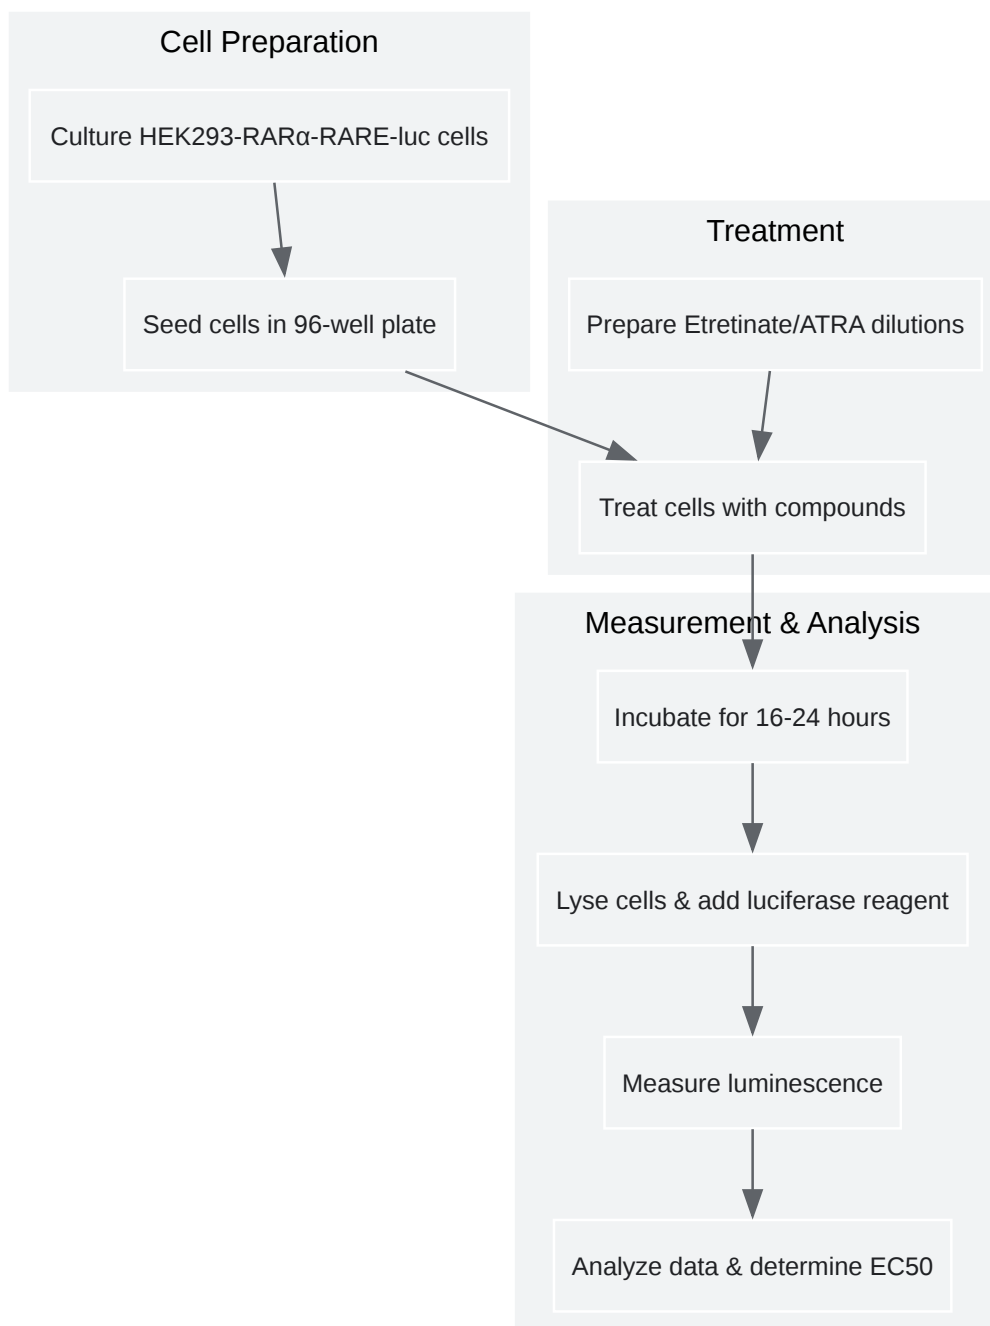 Cell Preparation
Culture HEK293-RARα-RARE-luc cells
Seed cells in 96-well plate
Treatment
Prepare Etretinate/ATRA dilutions
Treat cells with compounds
Measurement & Analysis
Incubate for 16-24 hours
Lyse cells & add luciferase reagent
Measure luminescence
Analyze data & determine EC50